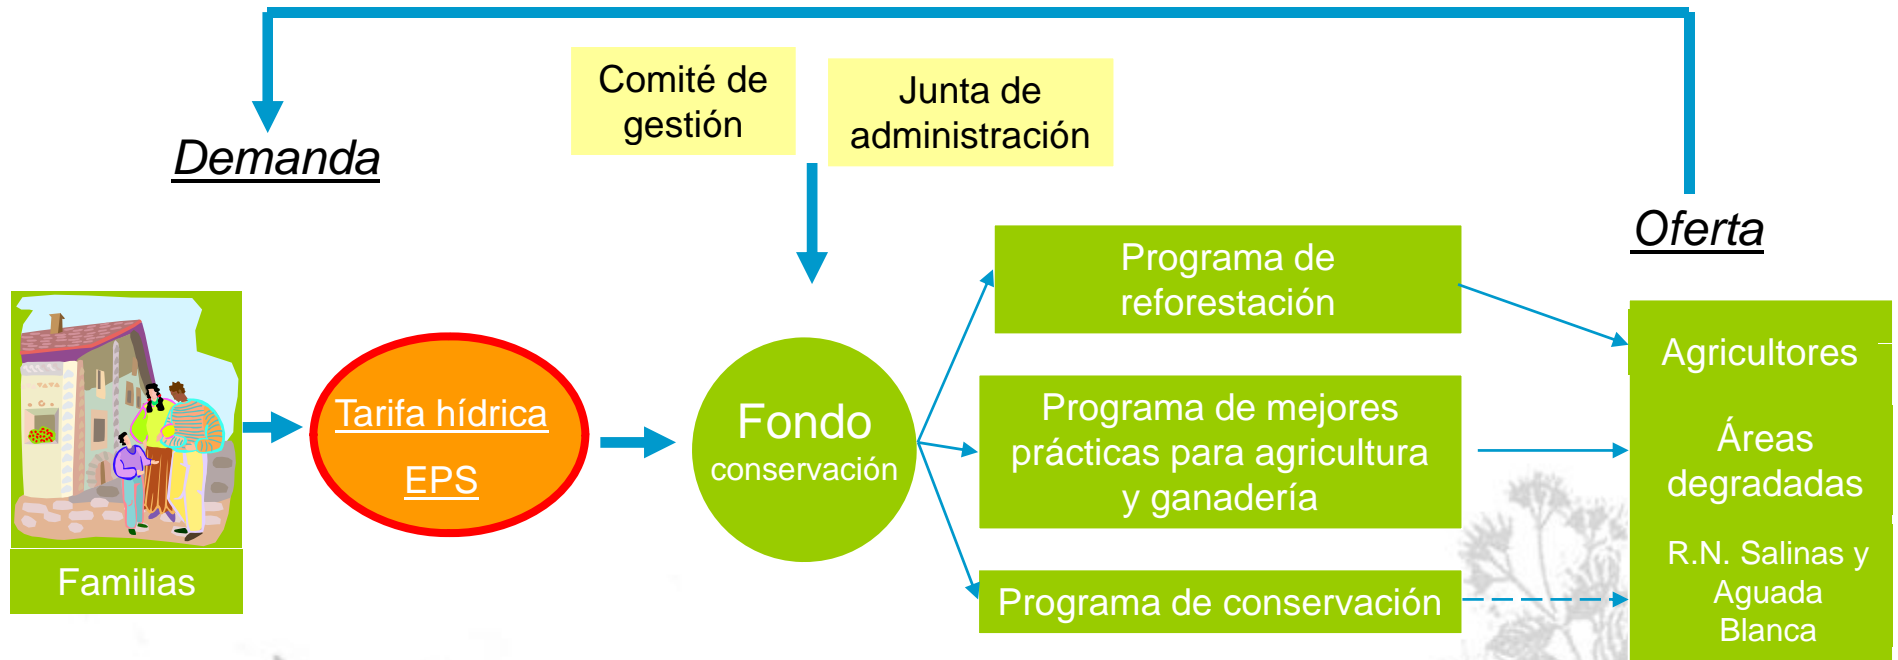 Comité de
gestión
Junta de
administración
Demanda
Oferta
Familias
Tarifa hídrica
EPS
Fondo
conservación
Programa de
reforestación
Programa de mejores
prácticas para agricultura
y ganadería
Programa de conservación
Agricultores
Áreas
degradadas
R.N. Salinas y
Aguada
Blanca